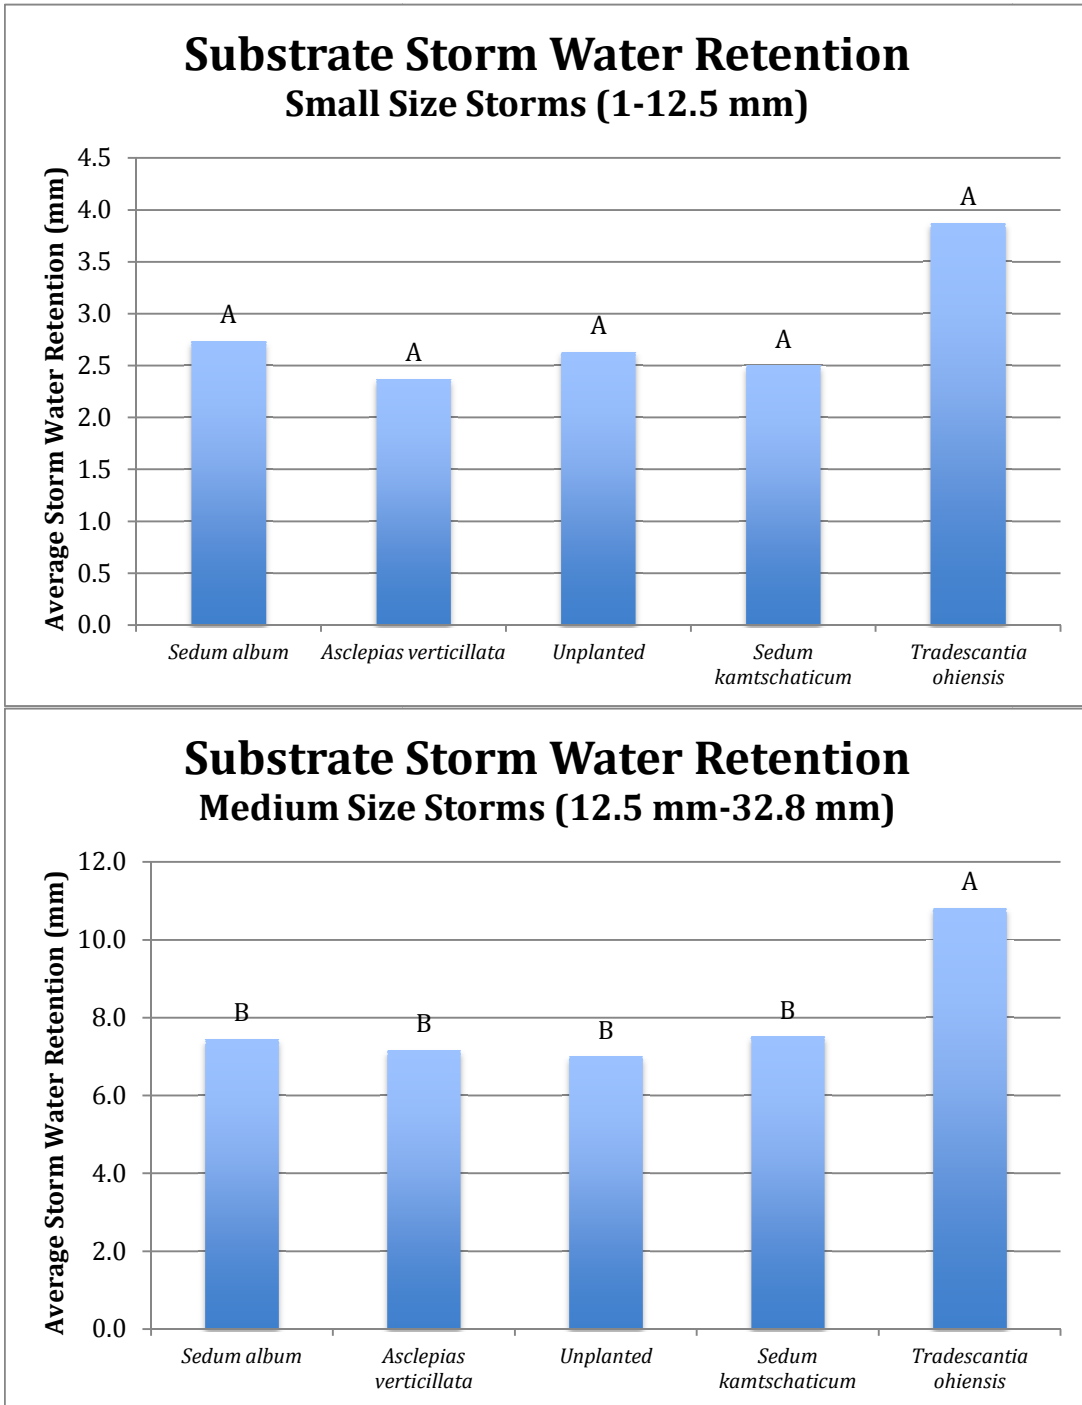 Substrate Storm Water Retention
Small Size Storms (1-12.5 mm)
Average Storm Water Retention (mm)
4.5
4.0
3.5
3.0
2.5
2.0
1.5
1.0
0.5
0.0
A
A
A
A
A
Sedum album
Asclepias verticillata
Unplanted
Sedum
kamtschaticum
Tradescantia
ohiensis
Substrate Storm Water Retention
Medium Size Storms (12.5 mm-32.8 mm)
Average Storm Water Retention (mm)
12.0
10.0
8.0
6.0
4.0
2.0
0.0
B
B
B
B
A
Sedum album
Asclepias
verticillata
Unplanted
Sedum
kamtschaticum
Tradescantia
ohiensis